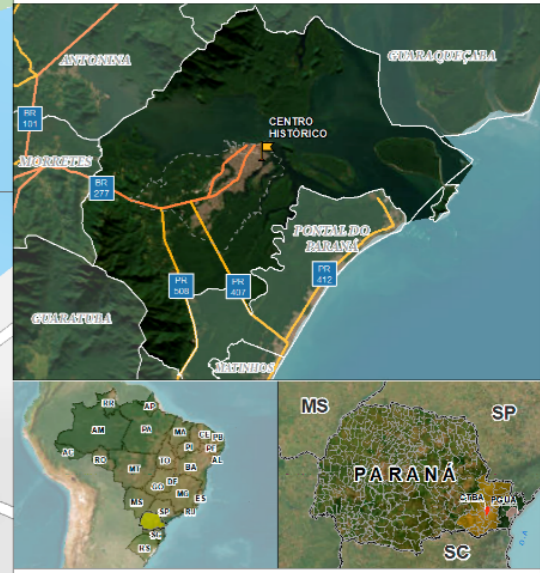 GUARAQUEÇABA
ANTONINA
BR
101
CENTRO
HISTÓRICO
MORRETES
BR
277
PONTAL DO
PARANÁ
PR
508
PR
407
PR
412
GUARATUBA
MATINHOS
RR
AP
AM
PA
MA
CE
PB
PI
PE
AC
RO
TO
AL
MT
BA
DF
GO
MG
MS
ES
SP
RJ
SC
RS
MS
SP
PARANÁ
CTBA
PGUA
SC